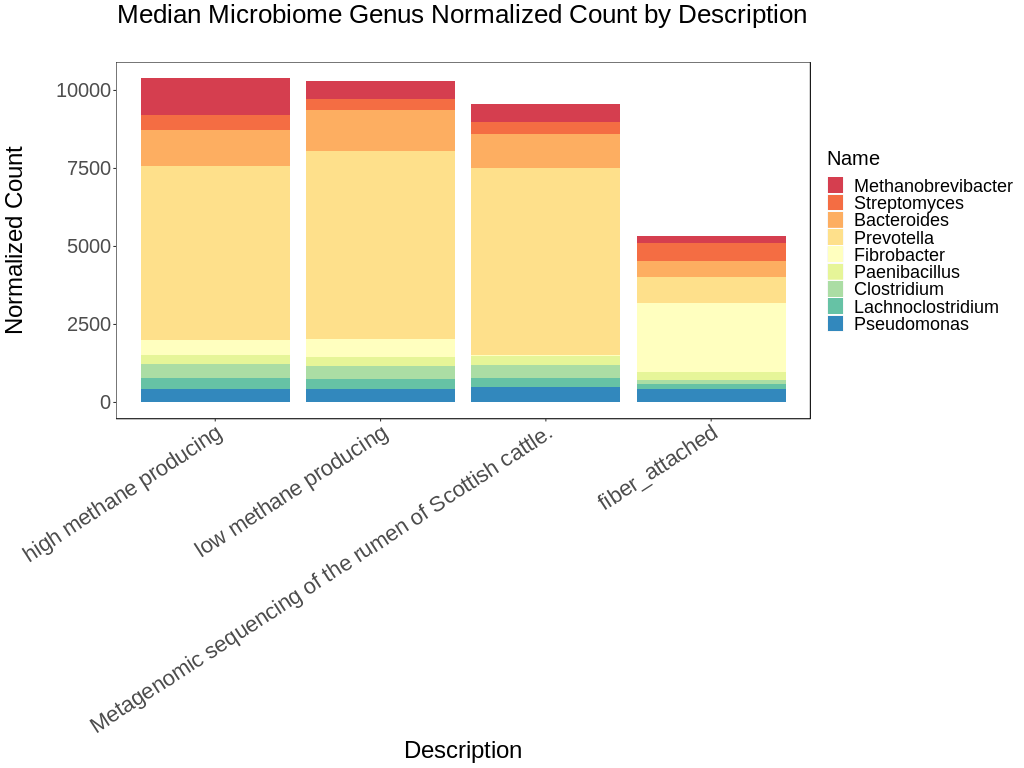 Median Microbiome Genus Normalized Count by Description
Normalized Count
10000
7500
5000
2500
0
high methane producing
low methane producing
Metagenomic sequencing of the rumen of Scottish cattle.
fiber_attached
Description
Name
Methanobrevibacter
Streptomyces
Bacteroides
Prevotella
Fibrobacter
Paenibacillus
Clostridium
Lachnoclostridium
Pseudomonas